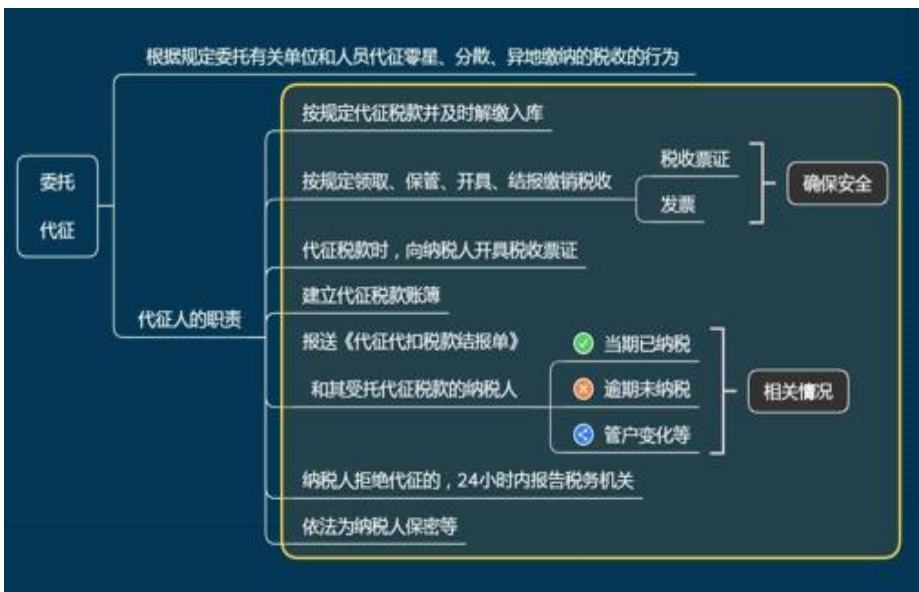 根据规定委托有关单位和人员代征零星、分散、异地缴纳的税收的行为
委托
代征
代征人的职责
按规定代征税款并及时解缴入库
按规定领取、保管、开具、结报缴销税收
税收票证
发票
确保安全
代征税款时，向纳税人开具税收票证
建立代征税款账簿
报送《代征代扣税款结报单》
和其受托代征税款的纳税人
当期已纳税
逾期未纳税
管户变化等
相关情况
纳税人拒绝代征的，24小时内报告税务机关
依法为纳税人保密等